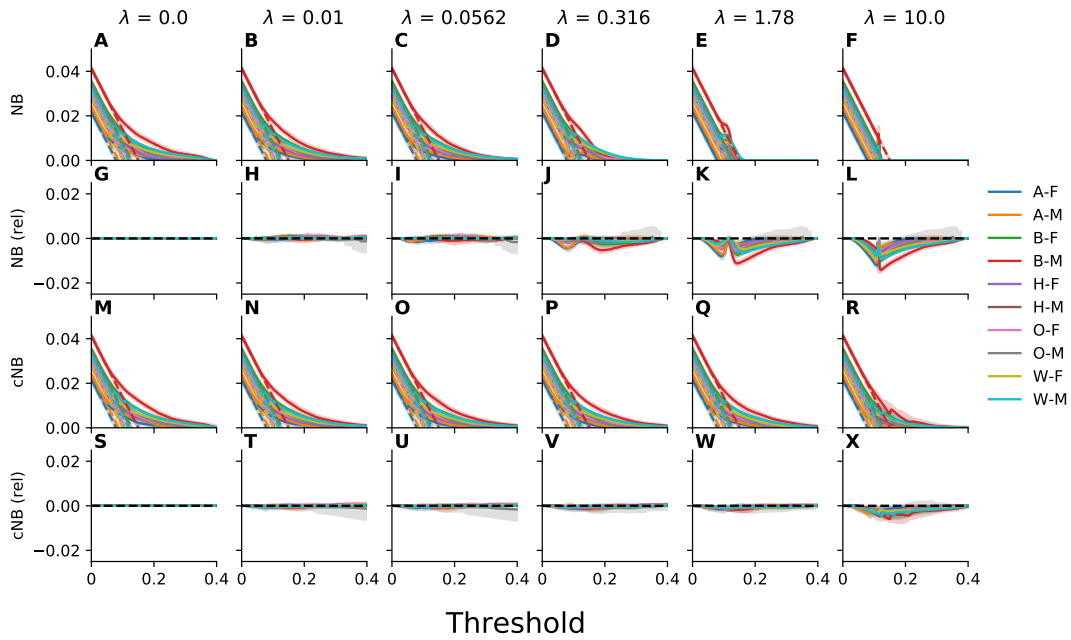 λ = 0.0 λ = 0.01 λ = 0.0562 λ = 0.316 λ = 1.78 λ = 10.0
A B C D E F
NB
0.04
0.02
0.00
G H I J K L
NB (rel)
0.02
0.00
−0.02
M N O P Q R
cNB
0.04
0.02
0.00
S T U V W X
cNB (rel)
0.02
0.00
−0.02
0 0.2 0.4 0 0.2 0.4 0 0.2 0.4 0 0.2 0.4 0 0.2 0.4 0 0.2 0.4
Threshold
A-F
A-M
B-F
B-M
H-F
H-M
O-F
O-M
W-F
W-M